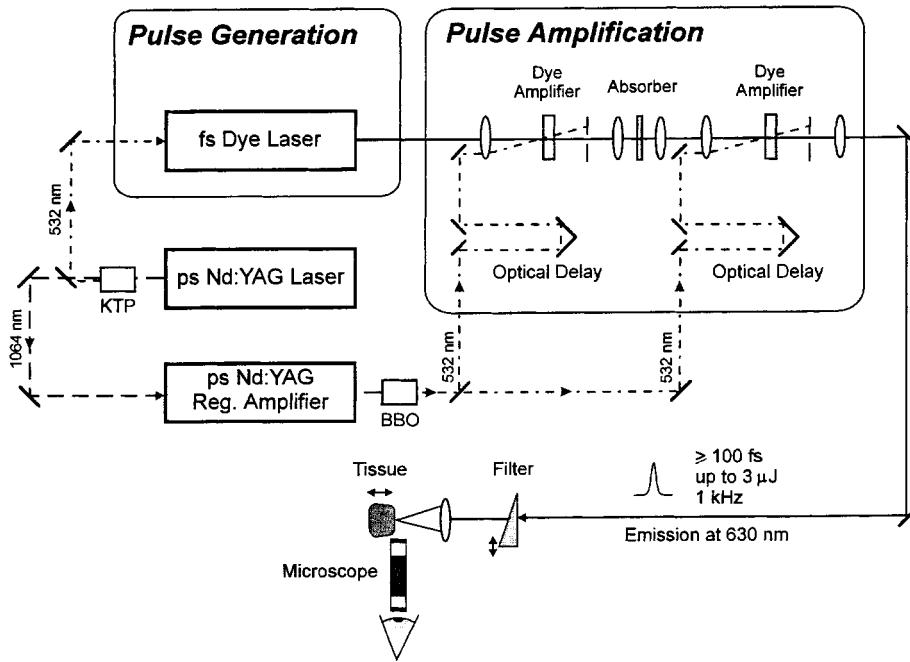 Pulse Generation
Pulse Amplification
Dye
Amplifier
Absorber
Dye
Amplifier
fs Dye Laser
532 nm
ps Nd:YAG Laser
KTP
Optical Delay
Optical Delay
1064 nm
532 nm
532 nm
ps Nd:YAG
Reg. Amplifier
BBO
Tissue
Filter
⩾ 100 fs
up to 3 μJ
1 kHz
Emission at 630 nm
Microscope